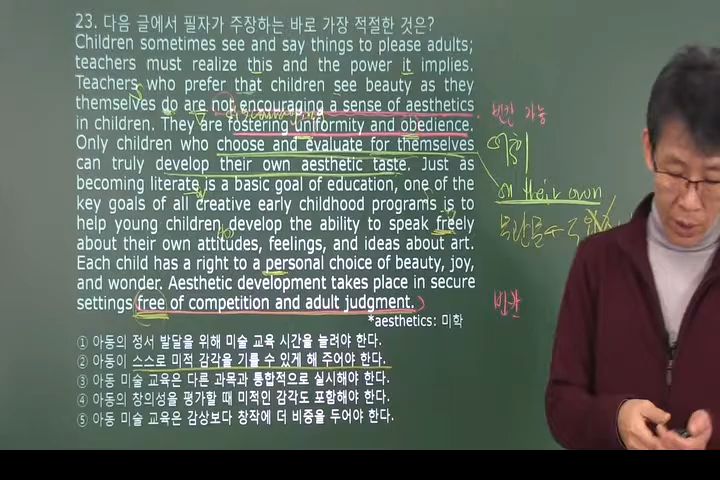 23. 다음 글에서 필자가 주장하는 바로 가장 적절한 것은?
Children sometimes see and say things to please adults;
teachers must realize this and the power it implies.
Teachers who prefer that children see beauty as they
themselves do are not encouraging a sense of aesthetics
in children. They are fostering uniformity and obedience.
Only children who choose and evaluate for themselves
can truly develop their own aesthetic taste. Just as
becoming literate is a basic goal of education, one of the
key goals of all creative early childhood programs is to
help young children develop the ability to speak freely
about their own attitudes, feelings, and ideas about art.
Each child has a right to a personal choice of beauty, joy,
and wonder. Aesthetic development takes place in secure
settings free of competition and adult judgment.
*aesthetics: 미학
① 아동의 정서 발달을 위해 미술 교육 시간을 늘려야 한다.
② 아동이 스스로 미적 감각을 기를 수 있게 해 주어야 한다.
③ 아동 미술 교육은 다른 과목과 통합적으로 실시해야 한다.
④ 아동의 창의성을 평가할 때 미적인 감각도 포함해야 한다.
⑤ 아동 미술 교육은 감상보다 창작에 더 비중을 두어야 한다.
빈칸 가능
on their own
빈칸